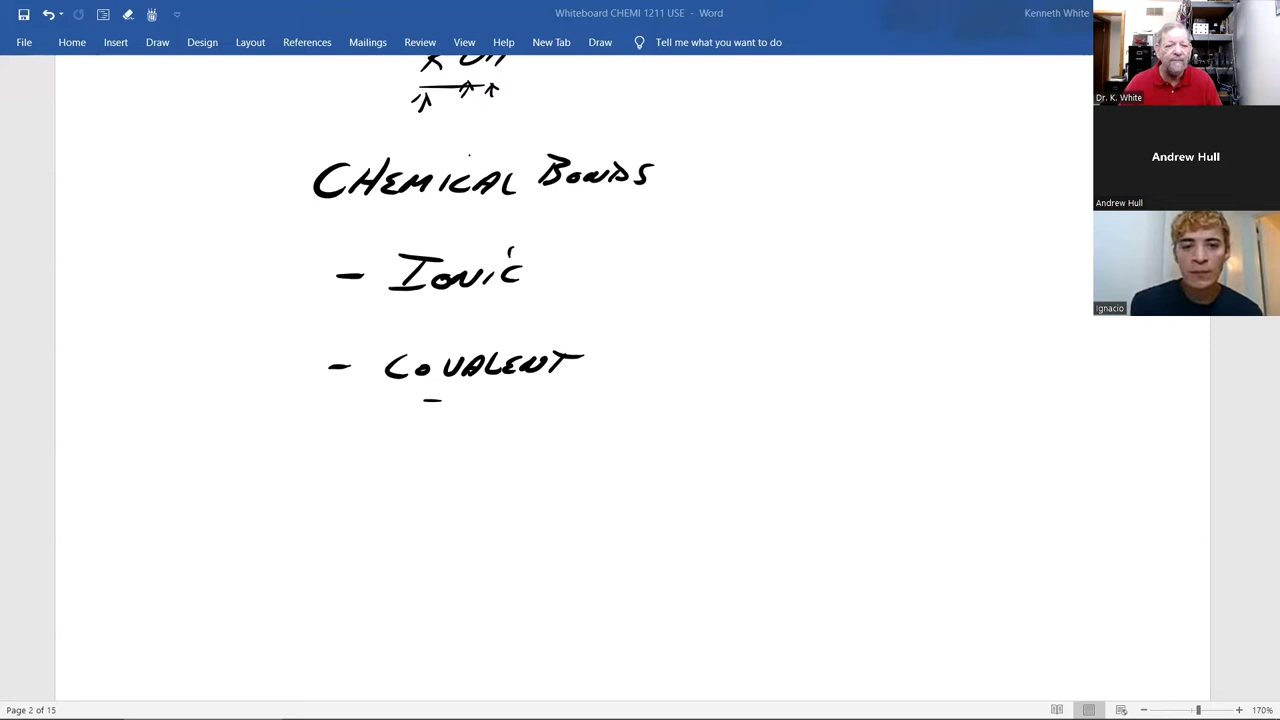 Whiteboard CHEMI 1211 USE - Word
Kenneth White
File Home Insert Draw Design Layout References Mailings Review View Help New Tab Draw Tell me what you want to do
Dr. K. White
Andrew Hull
Andrew Hull
Ignacio
CHEMICAL BONDS
- IONIC
- COVALENT
-
Page 2 of 15
170%